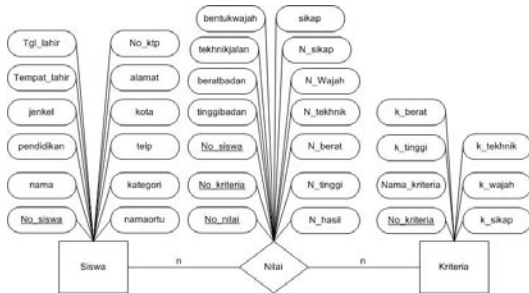 bentukwajah sikap
Tgl_lahir No_ktp tekhnikjalan N_sikap
Tempat_lahir alamat beratbadan N_Wajah
jenkel kota tinggibadan N_tekhnik k_berat
pendidikan telp No_siswa N_berat k_tinggi k_tekhnik
nama kategori No_kriteria N_tinggi Nama_kriteria k_wajah
No_siswa namaortu No_nilai N_hasil No_kriteria k_sikap
Siswa n Nilai n Kriteria